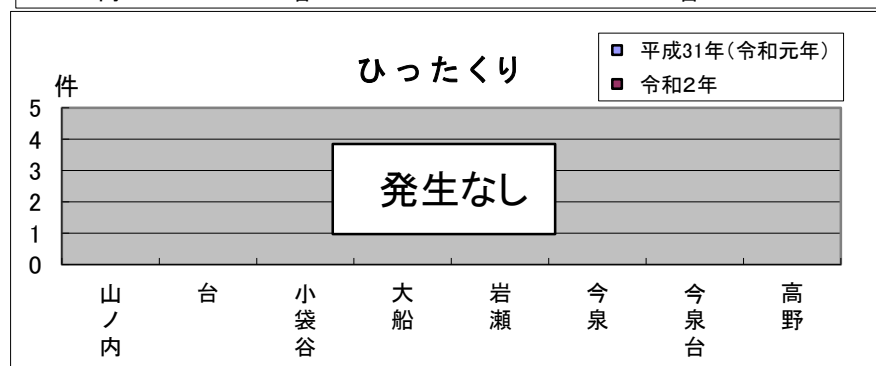 ひったくり
平成31年(令和元年)
令和2年
件
5
4
3
2
1
0
発生なし
山ノ内
台
小袋谷
大船
岩瀬
今泉
今泉台
高野